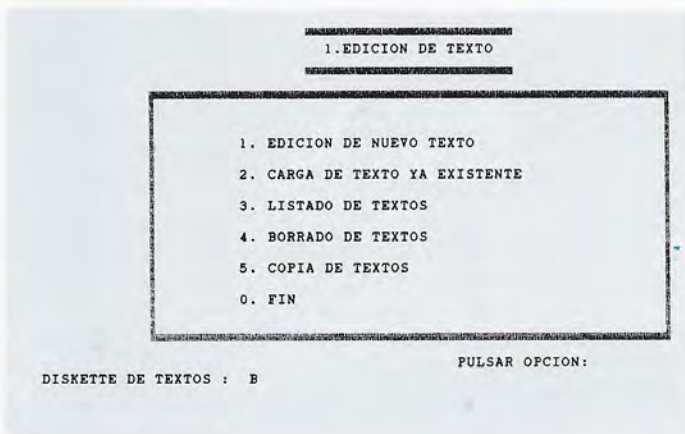 1.EDICION DE TEXTO
1. EDICION DE NUEVO TEXTO
2. CARGA DE TEXTO YA EXISTENTE
3. LISTADO DE TEXTOS
4. BORRADO DE TEXTOS
5. COPIA DE TEXTOS
0. FIN
PULSAR OPCION:
DISKETTE DE TEXTOS : B